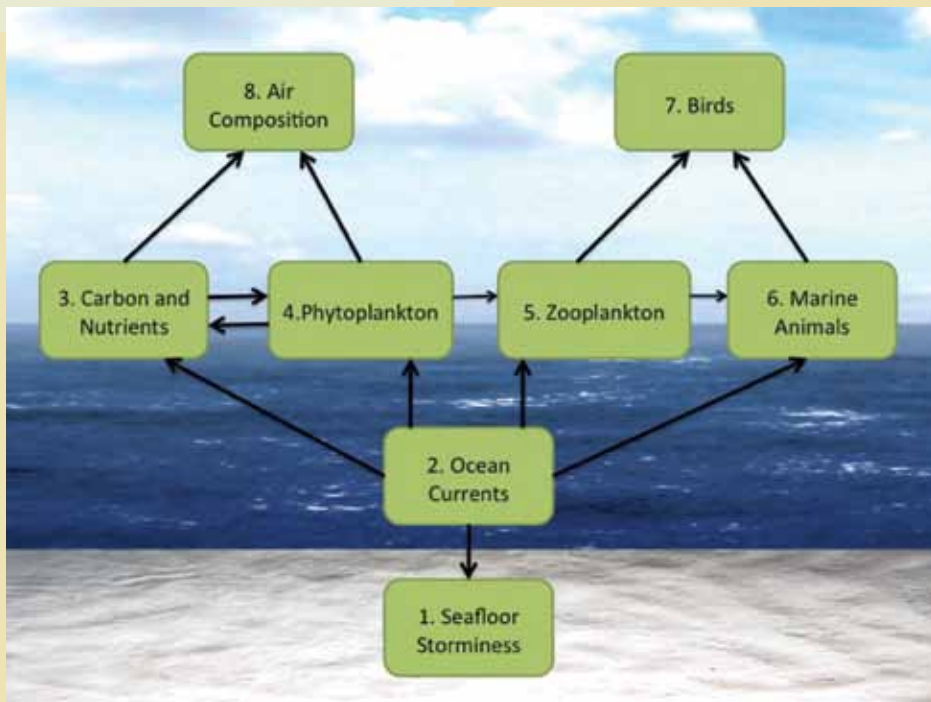 8. Air
Composition
7. Birds
3. Carbon and
Nutrients
4.Phytoplankton
5. Zooplankton
6. Marine
Animals
2. Ocean
Currents
1. Seafloor
Storminess